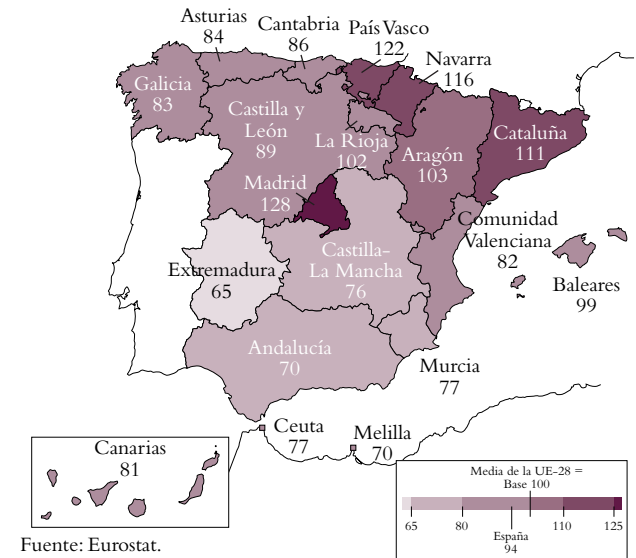 Asturias
84
Cantabria
86
País Vasco
122
Navarra
116
Galicia
83
Castilla y
León
89
La Rioja
102
Aragón
103
Cataluña
111
Madrid
128
Comunidad
Valenciana
82
Baleares
99
Extremadura
65
Castilla-
La Mancha
76
Andalucía
70
Murcia
77
Ceuta
77
Melilla
70
Canarias
81
Media de la UE-28 =
Base 100
65 80 110 125
España
94
Fuente: Eurostat.